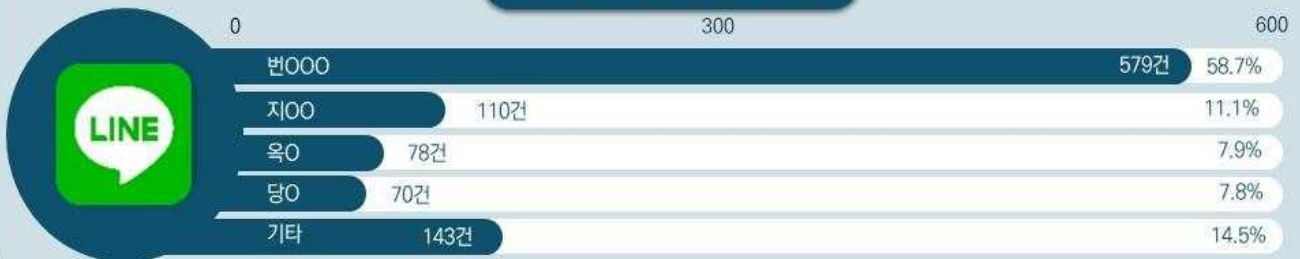 0 300 600
LINE
번OOO 579건 58.7%
지OO 110건 11.1%
옥O 78건 7.9%
당O 70건 7.8%
기타 143건 14.5%